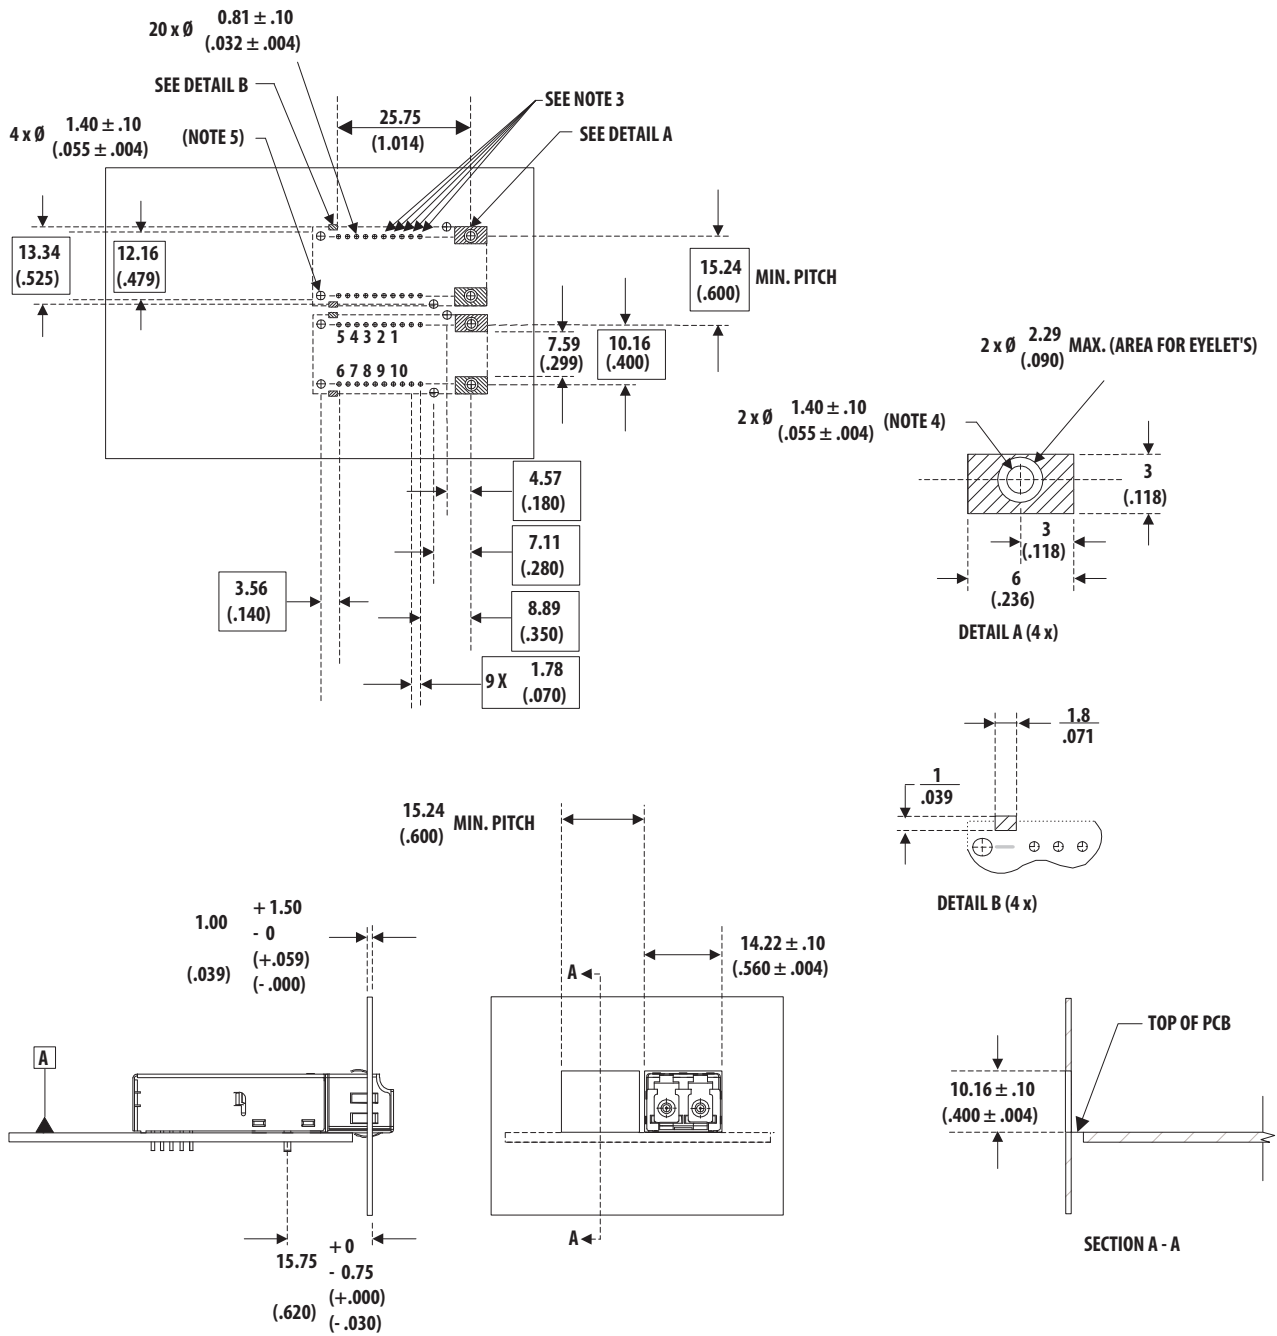 20 x Ø 0.81 ± .10
(.032 ± .004)
SEE DETAIL B
25.75
(1.014)
SEE NOTE 3
SEE DETAIL A
4 x Ø 1.40 ± .10
(.055 ± .004)
(NOTE 5)
13.34
(.525)
12.16
(.479)
15.24
(.600)
MIN. PITCH
5 4 3 2 1
6 7 8 9 10
7.59
(.299)
10.16
(.400)
4.57
(.180)
7.11
(.280)
3.56
(.140)
8.89
(.350)
9 X 1.78
(.070)
2 x Ø 2.29 MAX. (AREA FOR EYELET'S)
(.090)
2 x Ø 1.40 ± .10 (NOTE 4)
(.055 ± .004)
3
(.118)
3
(.118)
6
(.236)
DETAIL A (4 x)
1.8
.071
1
.039
DETAIL B (4 x)
15.24
(.600)
MIN. PITCH
1.00 + 1.50
- 0
(.039) (+.059)
(- .000)
A
14.22 ± .10
(.560 ± .004)
A
A
15.75 + 0
- 0.75
(.620) (+.000)
(- .030)
TOP OF PCB
10.16 ± .10
(.400 ± .004)
SECTION A - A